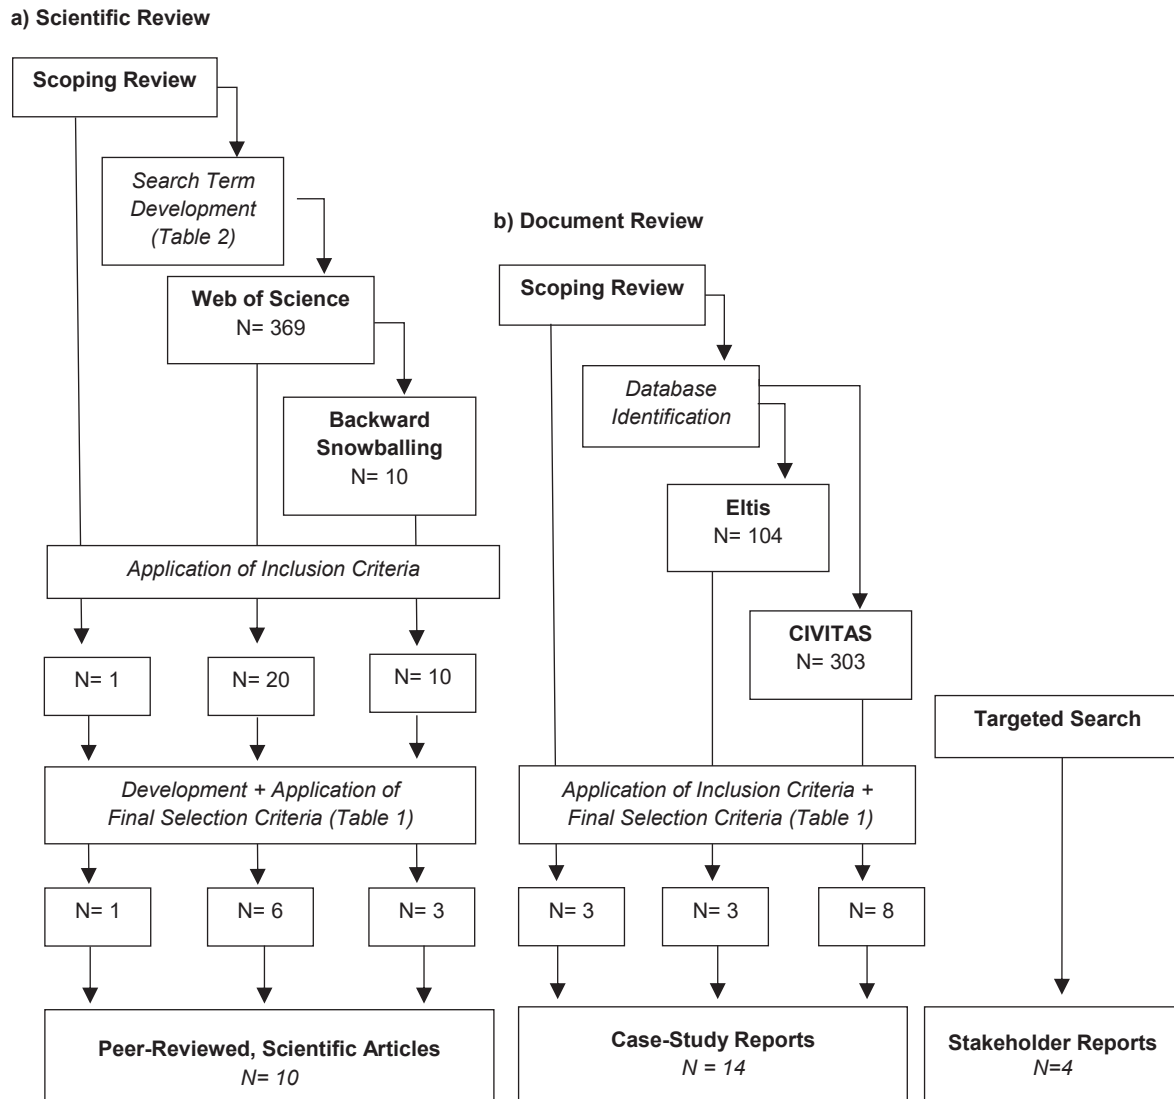 a) Scientific Review
Scoping Review
Search Term
Development
(Table 2)
Web of Science
N= 369
Backward
Snowballing
N= 10
Application of Inclusion Criteria
N= 1
N= 20
N= 10
Development + Application of
Final Selection Criteria (Table 1)
N= 1
N= 6
N= 3
Peer-Reviewed, Scientific Articles
N= 10
b) Document Review
Scoping Review
Database
Identification
Eltis
N= 104
CIVITAS
N= 303
Application of Inclusion Criteria +
Final Selection Criteria (Table 1)
N= 3
N= 3
N= 8
Case-Study Reports
N = 14
Targeted Search
Stakeholder Reports
N=4